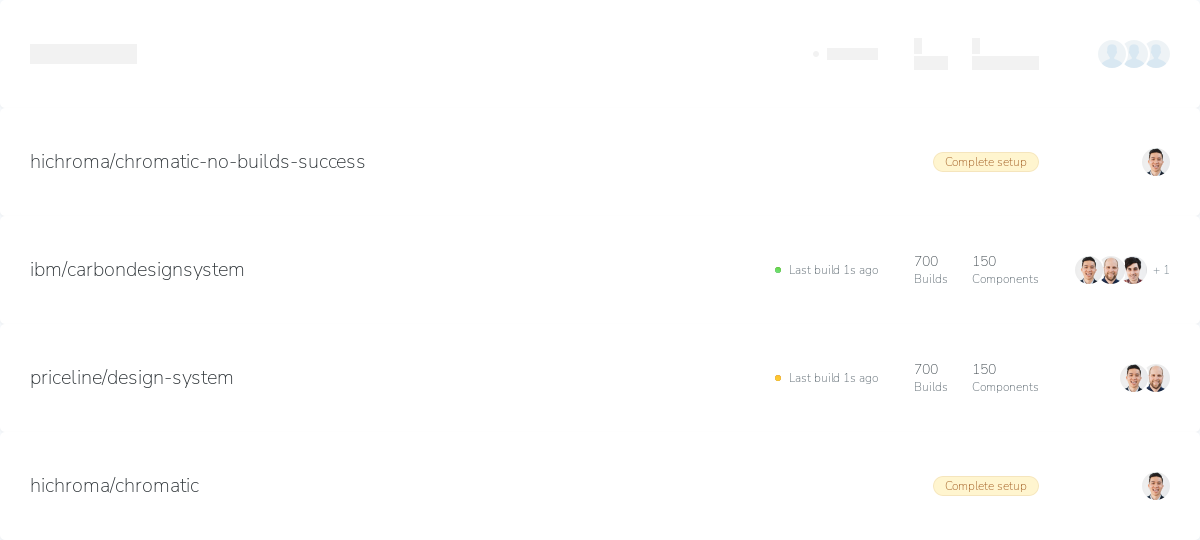 hichroma/chromatic-no-builds-success
Complete setup
ibm/carbondesignsystem
Last build 1s ago
700
Builds
150
Components
+ 1
priceline/design-system
Last build 1s ago
700
Builds
150
Components
hichroma/chromatic
Complete setup